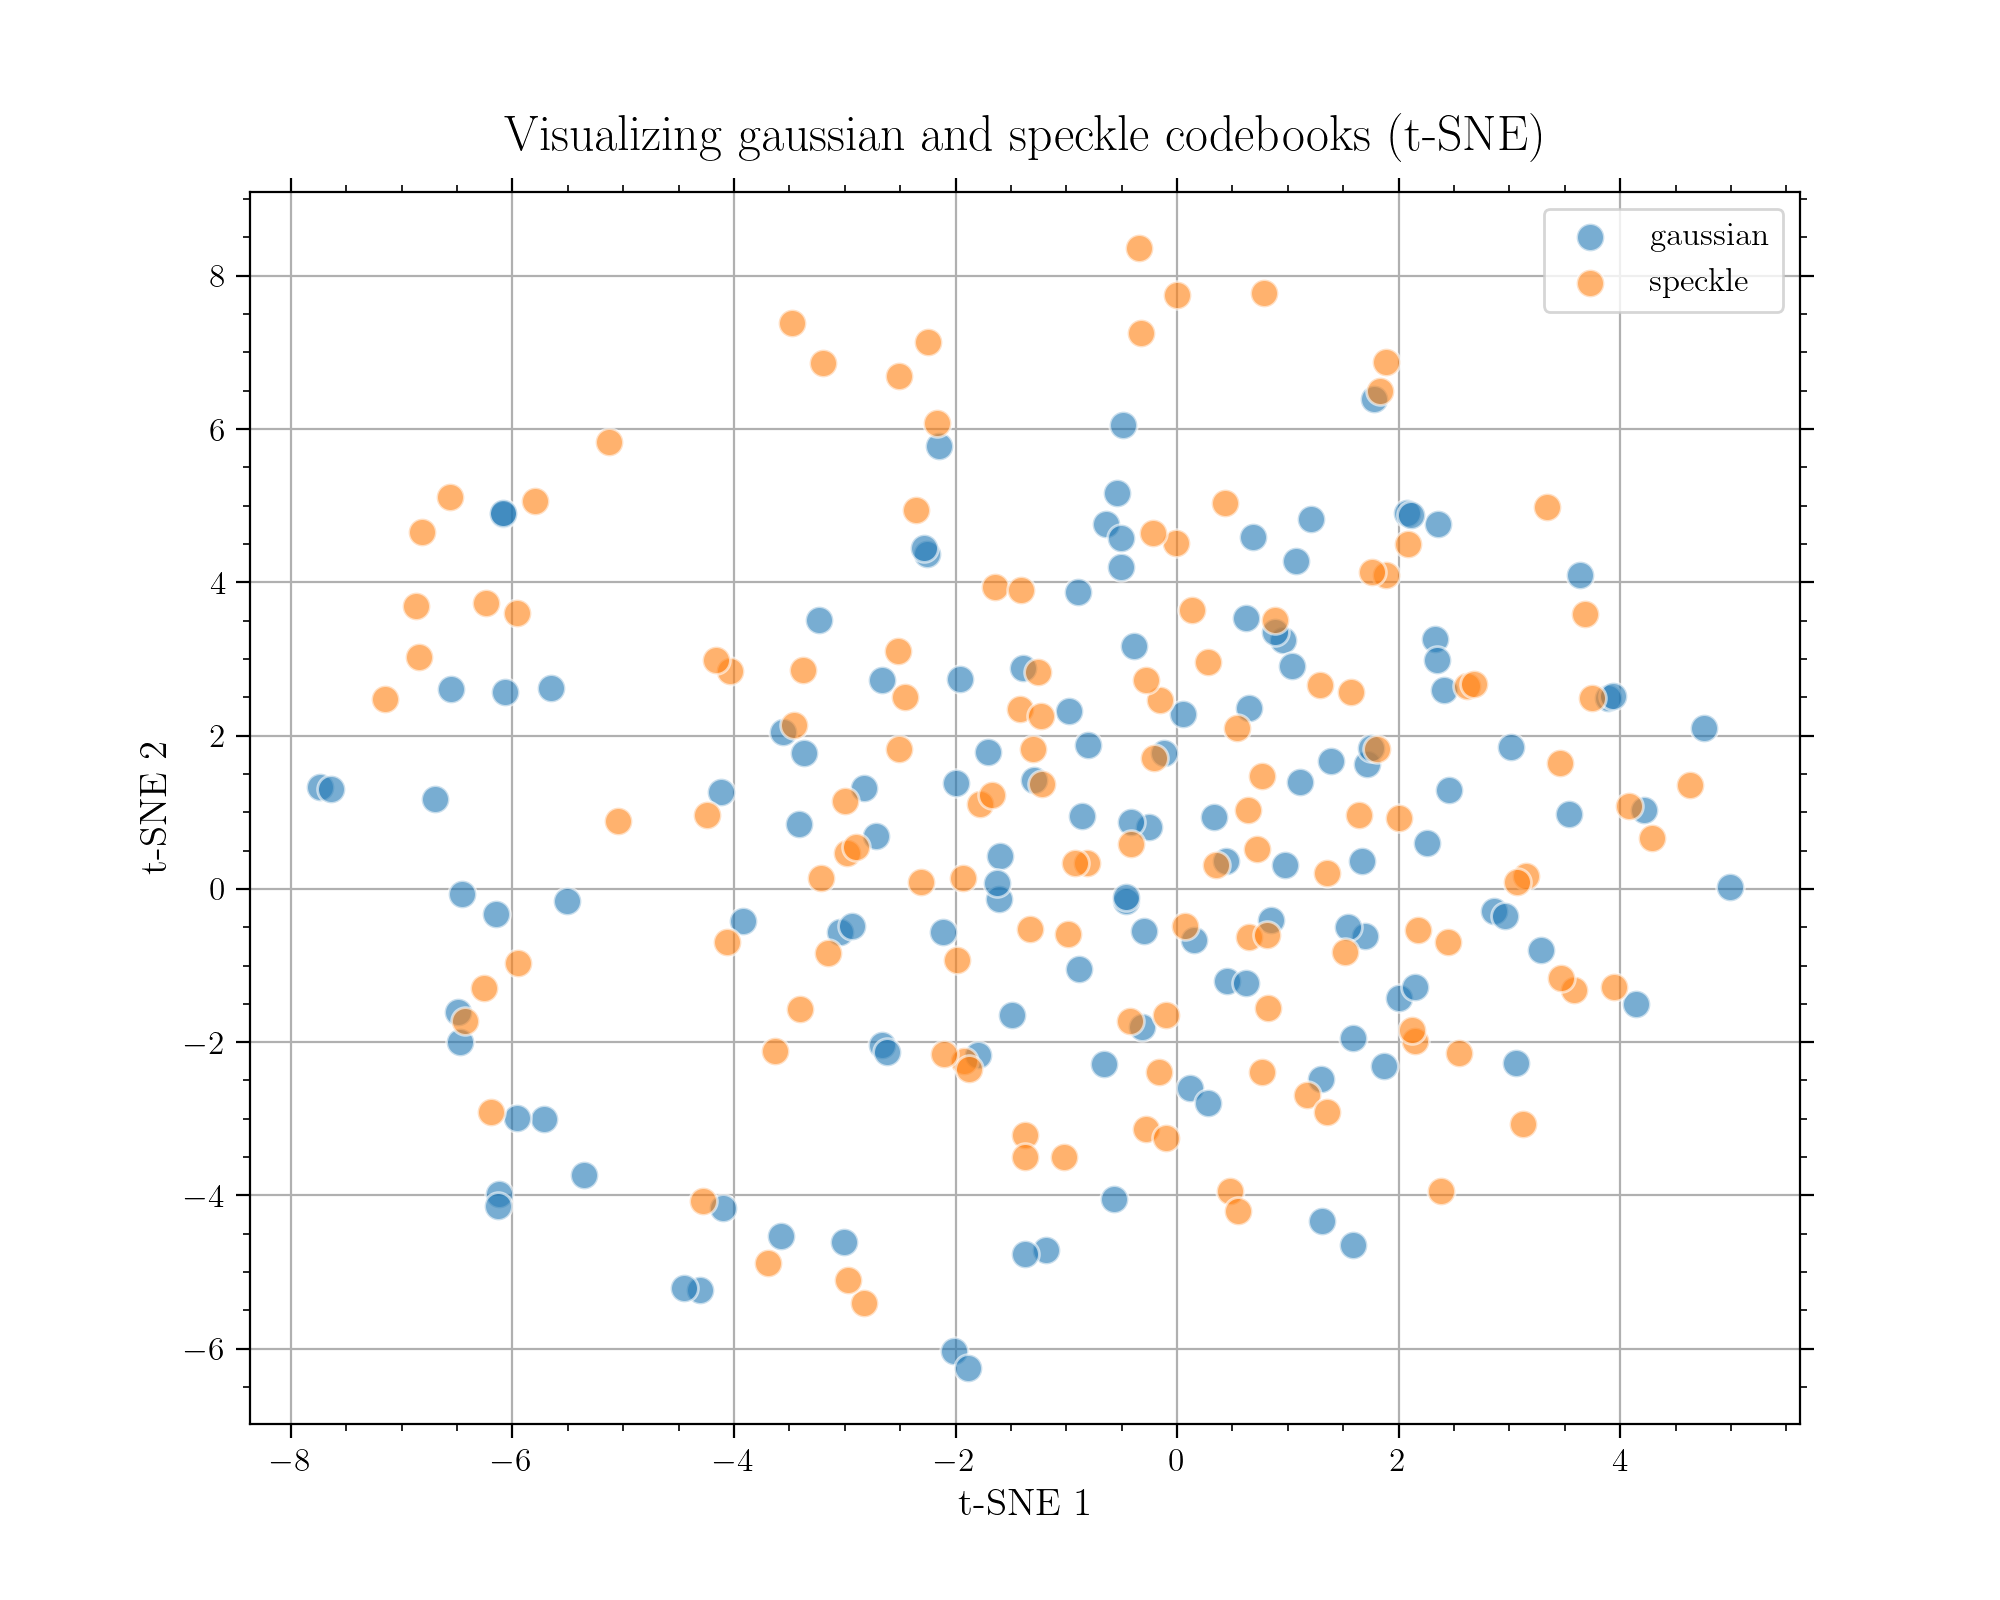 Visualizing gaussian and speckle codebooks (t-SNE)
gaussian
speckle
8
6
4
2
0
−2
−4
−6
t-SNE 2
−8 −6 −4 −2 0 2 4
t-SNE 1